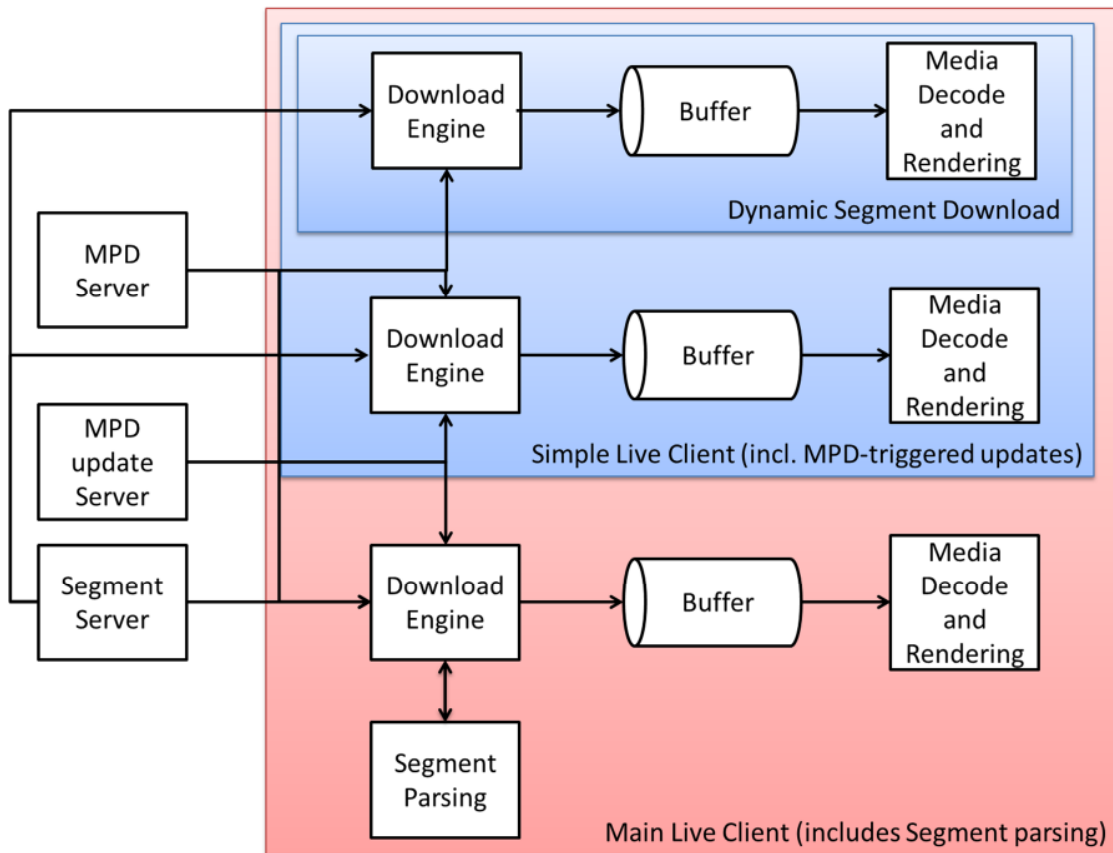 Download
Engine
Buffer
Media
Decode
and
Rendering
Dynamic Segment Download
MPD
Server
Download
Engine
Buffer
Media
Decode
and
Rendering
Simple Live Client (incl. MPD-triggered updates)
MPD
update
Server
Segment
Server
Download
Engine
Buffer
Media
Decode
and
Rendering
Segment
Parsing
Main Live Client (includes Segment parsing)